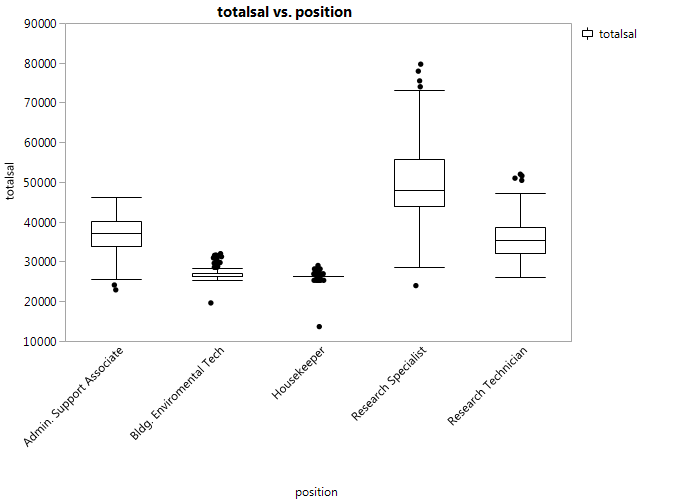 totalsal vs. position
totalsal
90000
80000
70000
60000
50000
40000
30000
20000
10000
totalsal
Admin. Support Associate
Bldg. Enviromental Tech
Housekeeper
Research Specialist
Research Technician
position